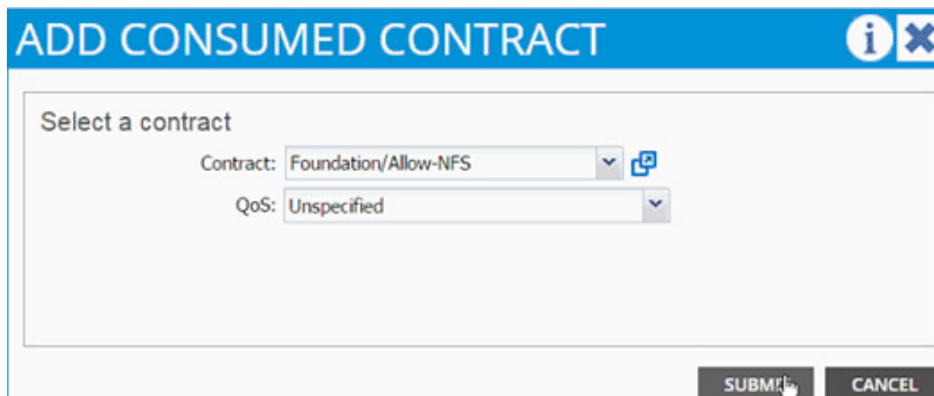 ADD CONSUMED CONTRACT
Select a contract
Contract: Foundation/Allow-NFS
QoS: Unspecified
SUBMIT CANCEL